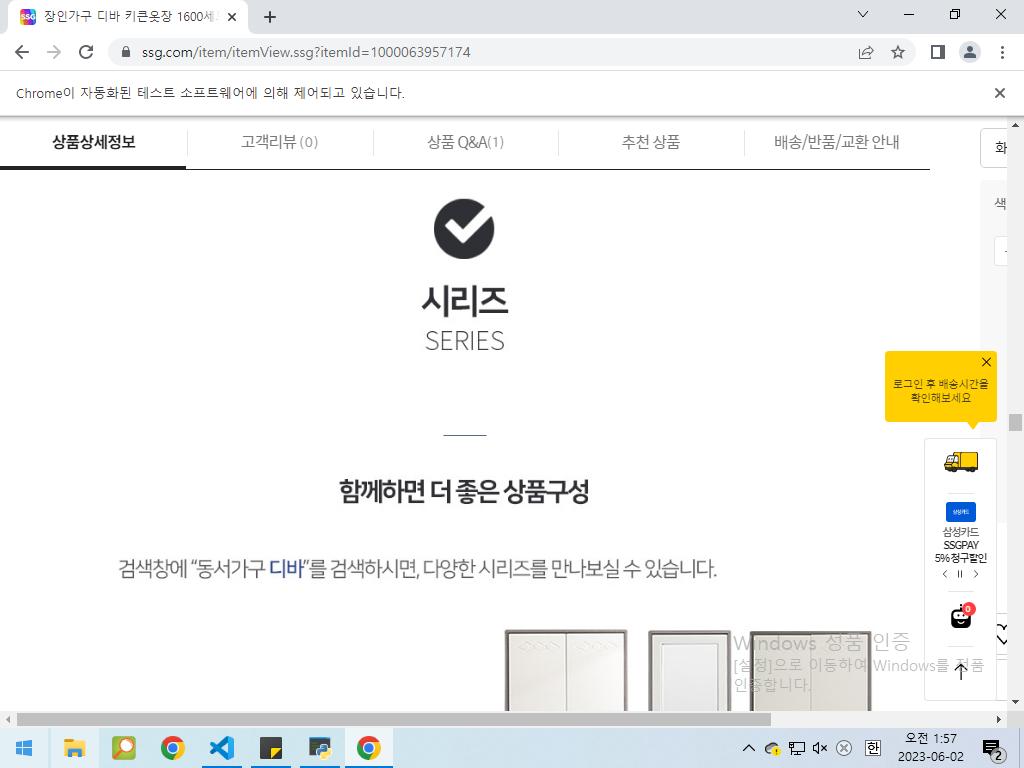 장인가구 디바 키큰옷장 1600세
ssg.com/item/itemView.ssg?itemId=1000063957174
Chrome이 자동화된 테스트 소프트웨어에 의해 제어되고 있습니다.
상품상세정보
고객리뷰 (0)
상품 Q&A(1)
추천 상품
배송/반품/교환 안내
시리즈
SERIES
로그인 후 배송시간을
확인해보세요
함께하면 더 좋은 상품구성
삼성카드
삼성카드
SSGPAY
5% 청구할인
검색창에 “동서가구 디바”를 검색하시면, 다양한 시리즈를 만나보실 수 있습니다.
0
Windows 정품 인증
[설정]으로 이동하여 Windows를 정품
인증합니다.
한
오전 1:57
2023-06-02
2